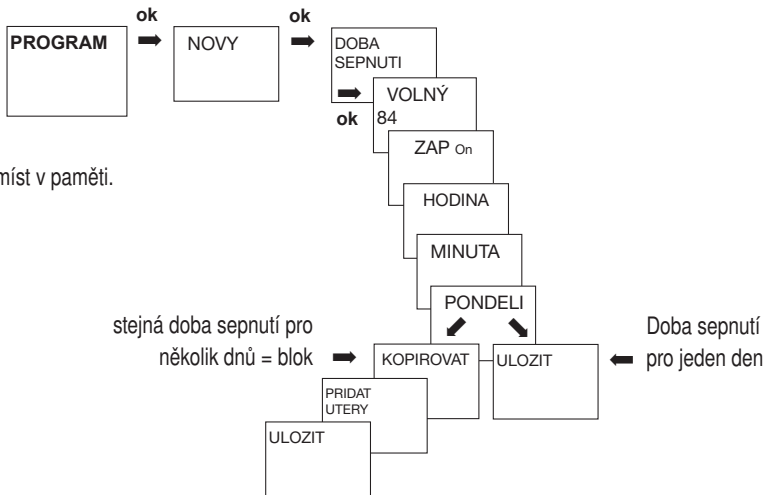 ok
ok
PROGRAM
NOVY
DOBA
SEPNUTI
VOLNÝ
ok
84
ZAP On
míst v paměti.
HODINA
MINUTA
PONDELI
stejná doba sepnutí pro
několik dnů = blok
KOPIROVAT
ULOZIT
Doba sepnutí
pro jeden den
PRIDAT
UTERY
ULOZIT